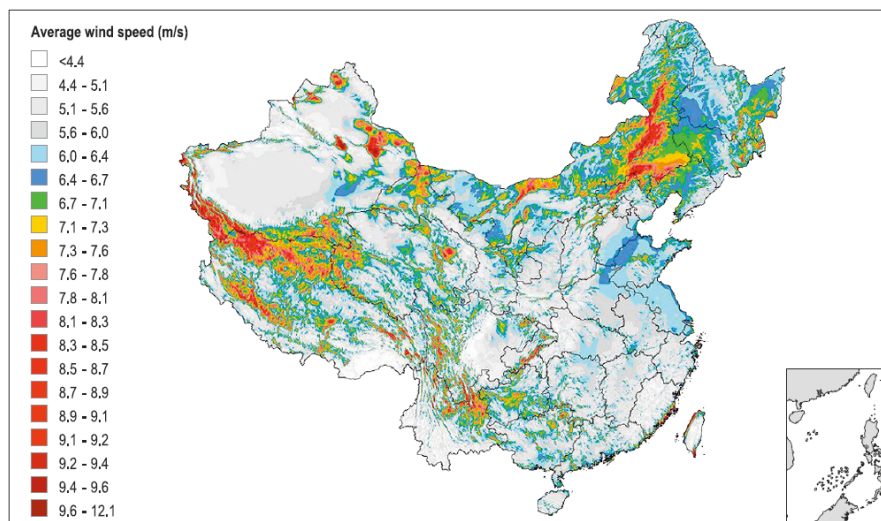 Average wind speed (m/s)
<4.4
4.4 - 5.1
5.1 - 5.6
5.6 - 6.0
6.0 - 6.4
6.4 - 6.7
6.7 - 7.1
7.1 - 7.3
7.3 - 7.6
7.6 - 7.8
7.8 - 8.1
8.1 - 8.3
8.3 - 8.5
8.5 - 8.7
8.7 - 8.9
8.9 - 9.1
9.1 - 9.2
9.2 - 9.4
9.4 - 9.6
9.6 - 12.1